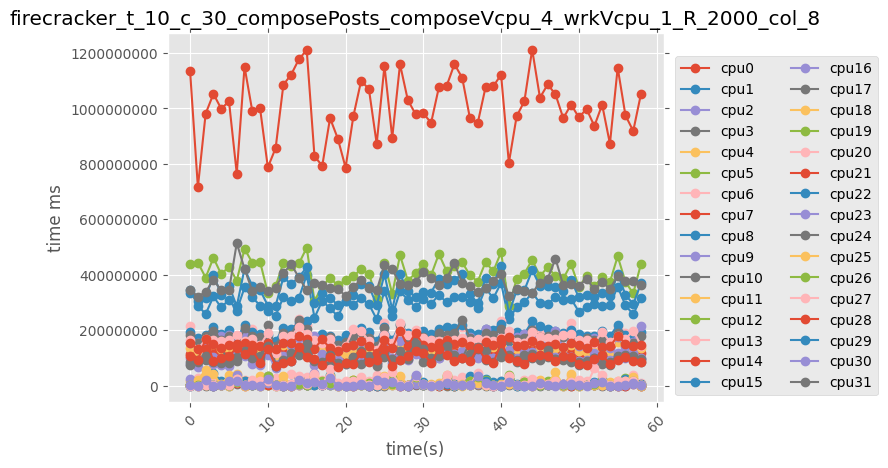 firecracker_t_10_c_30_composePosts_composeVcpu_4_wrkVcpu_1_R_2000_col_8
time ms
1200000000
1000000000
800000000
600000000
400000000
200000000
0
0
10
20
30
40
50
60
time(s)
cpu0
cpu1
cpu2
cpu3
cpu4
cpu5
cpu6
cpu7
cpu8
cpu9
cpu10
cpu11
cpu12
cpu13
cpu14
cpu15
cpu16
cpu17
cpu18
cpu19
cpu20
cpu21
cpu22
cpu23
cpu24
cpu25
cpu26
cpu27
cpu28
cpu29
cpu30
cpu31